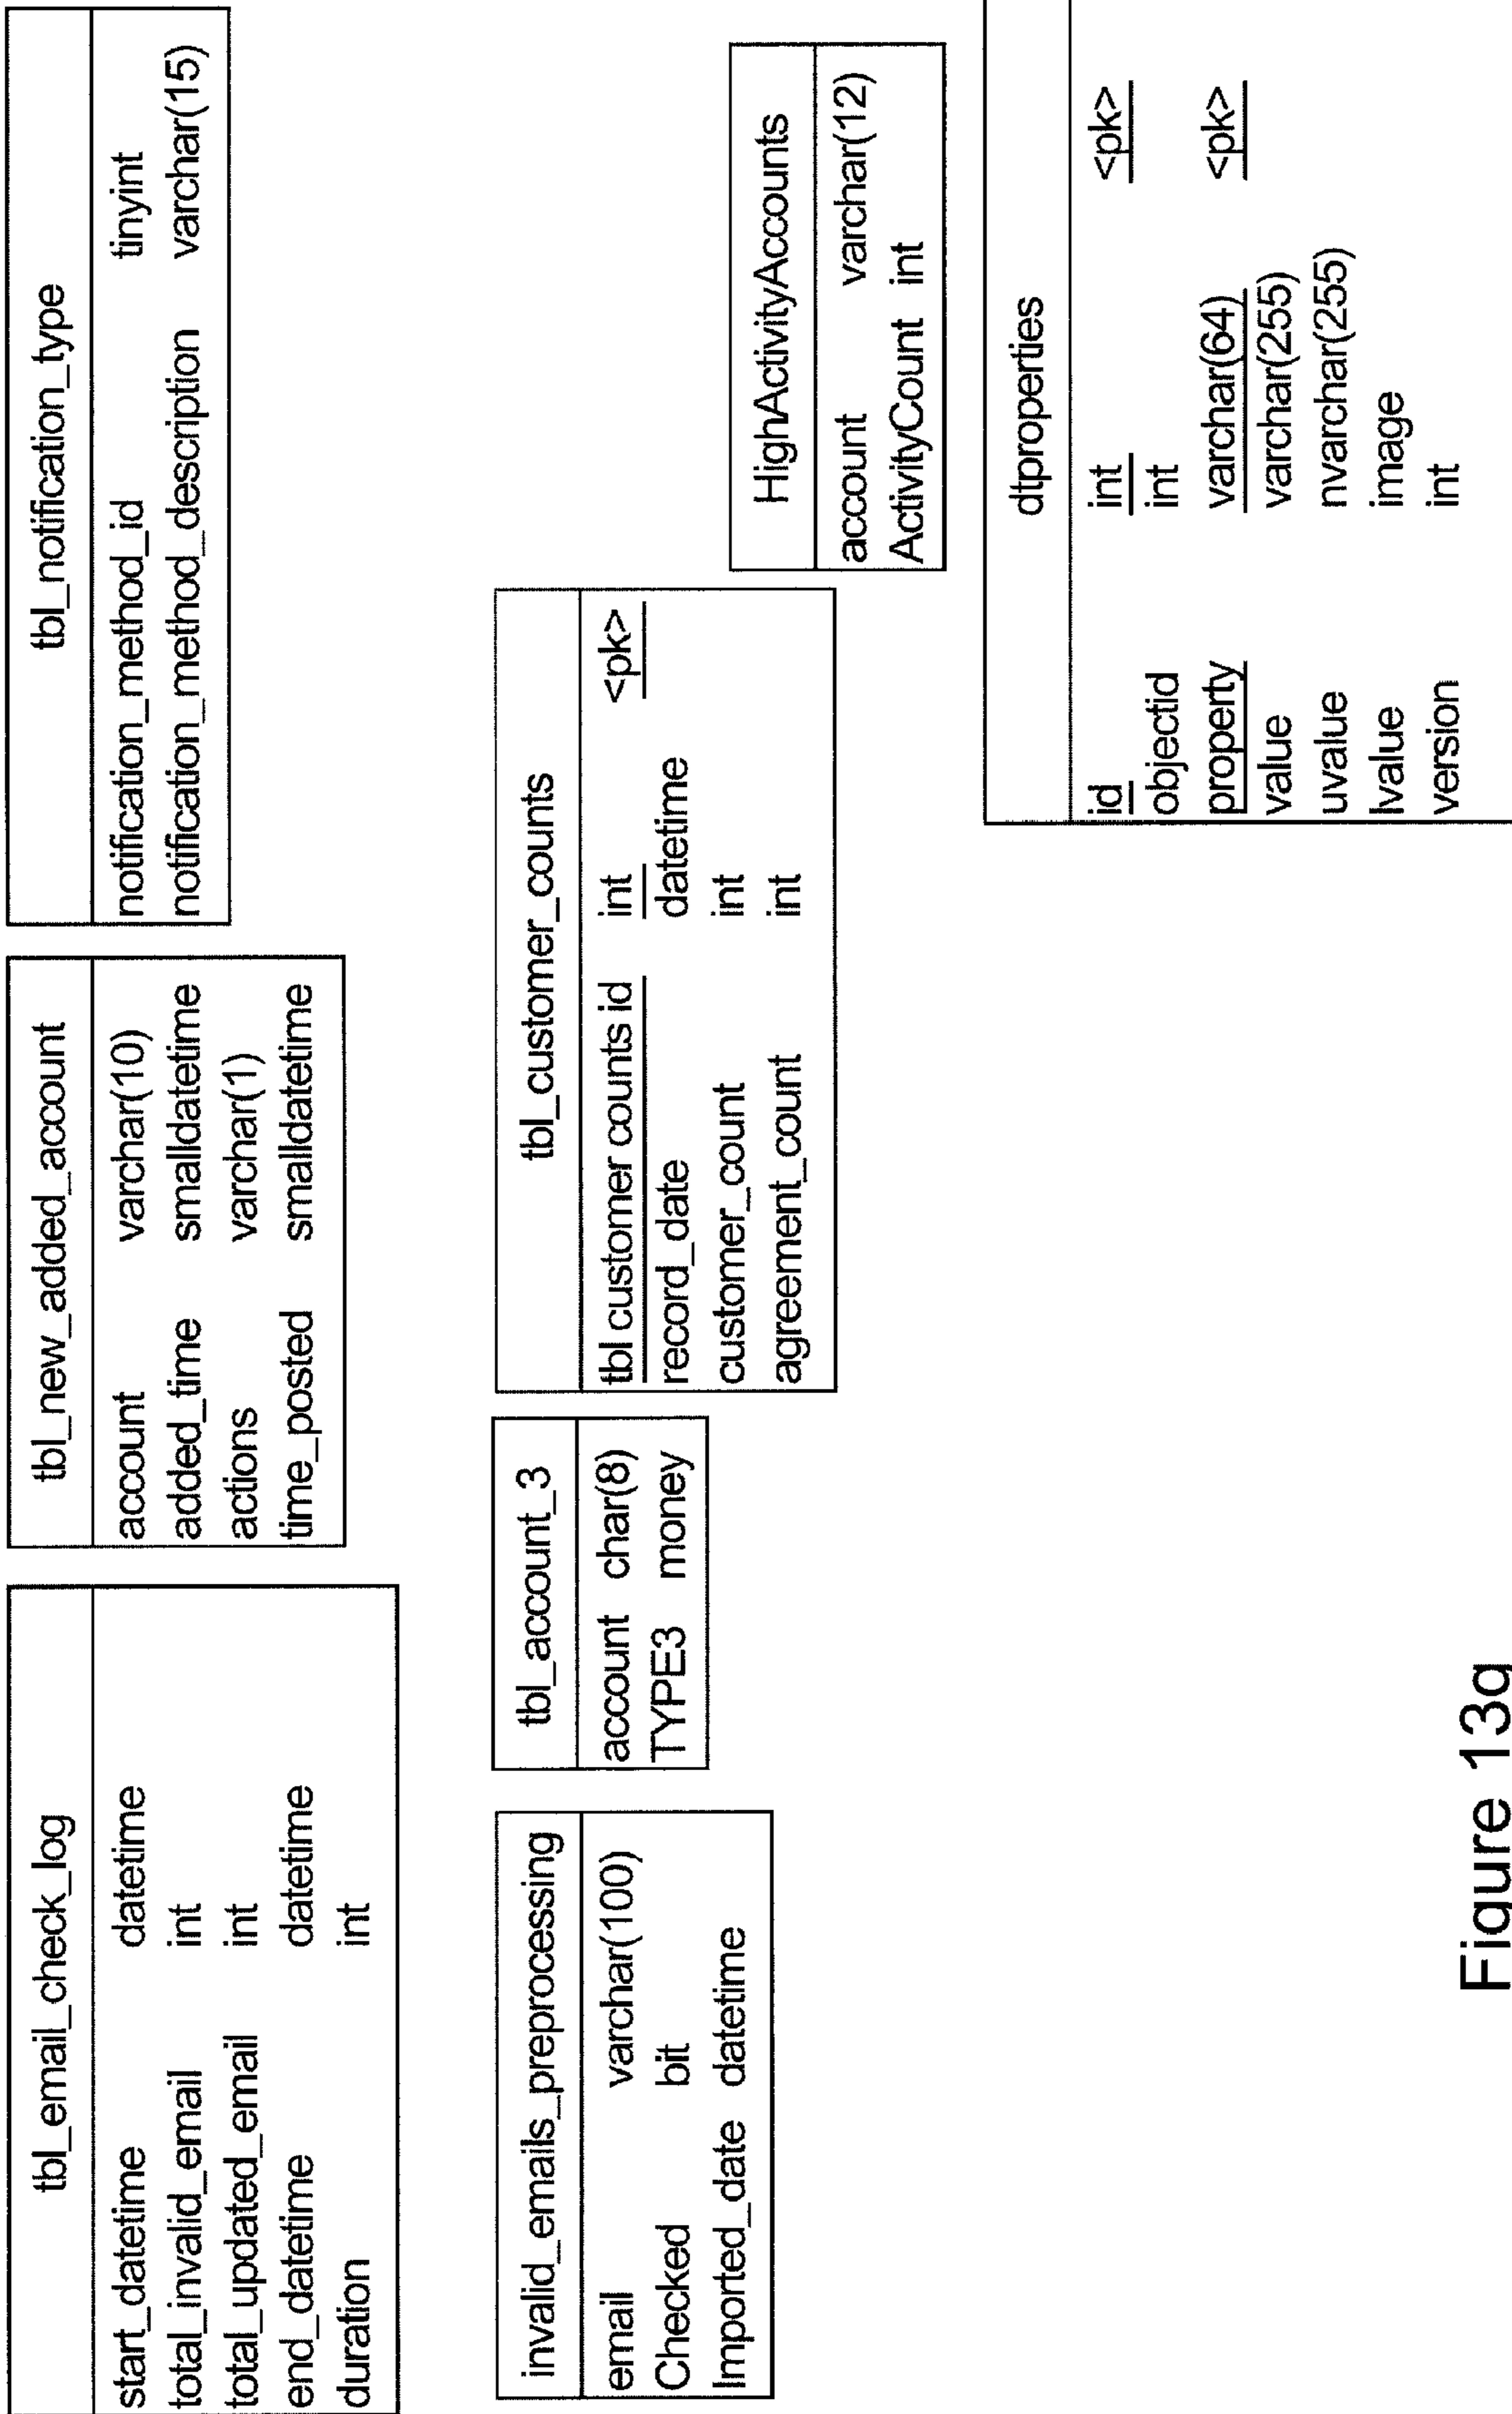 tbl_email_check_log
start_datetime datetime
total_invalid_email int
total_updated_email int
end_datetime datetime
duration int
tbl_new_added_account
account varchar(10)
added_time smalldatetime
actions varchar(1)
time_posted smalldatetime
tbl_notification_type
notification_method_id tinyint
notification_method_description varchar(15)
invalid_emails_preprocessing
email varchar(100)
Checked bit
Imported_date datetime
tbl_account_3
account char(8)
TYPE3 money
tbl_customer_counts
tbl customer counts id int <pk>
record_date datetime
customer_count int
agreement_count int
HighActivityAccounts
account varchar(12)
ActivityCount int
dtproperties
id int <pk>
objectid int
property varchar(64) <pk>
value varchar(255)
uvalue nvarchar(255)
lvalue image
version int